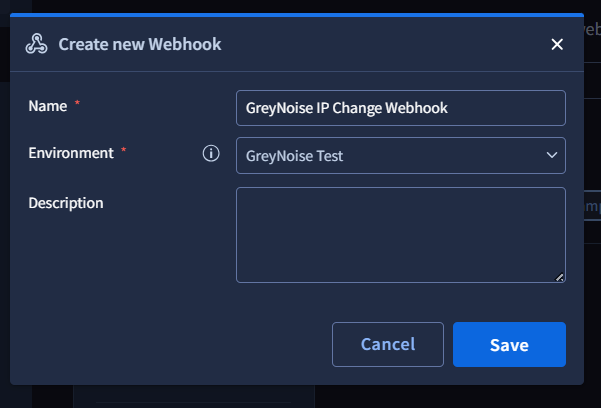 Create new Webhook
Name *
GreyNoise IP Change Webhook
Environment *
GreyNoise Test
Description
Cancel
Save